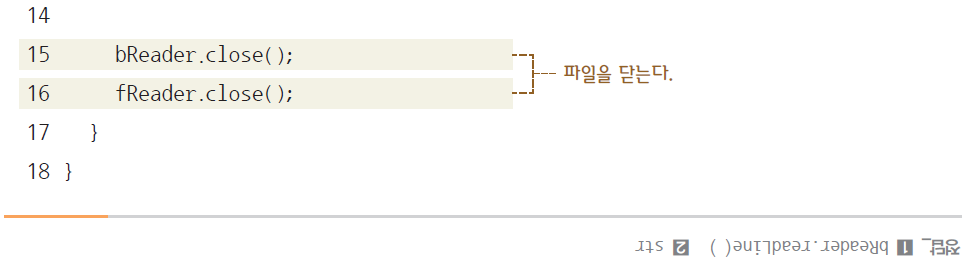 14
15 bReader.close();
16 fReader.close();
파일을 닫는다.
17 }
18 }
정답_ 1 bReader.readLine( ) 2 str